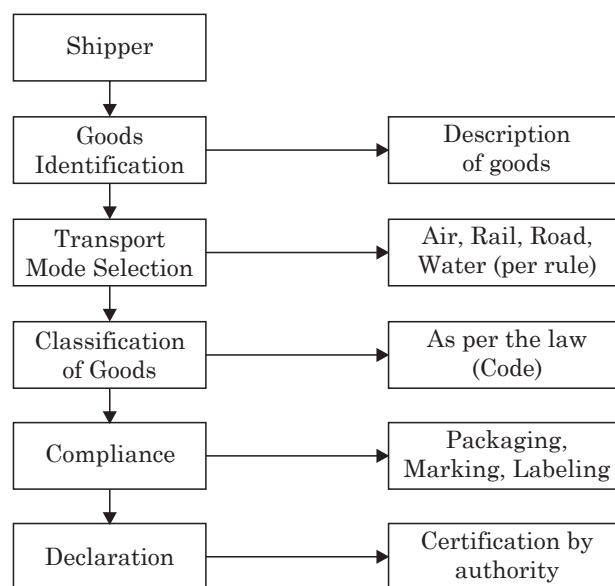 Shipper
Goods
Identification
Description
of goods
Transport
Mode Selection
Air, Rail, Road,
Water (per rule)
Classification
of Goods
As per the law
(Code)
Compliance
Packaging,
Marking, Labeling
Declaration
Certification by
authority